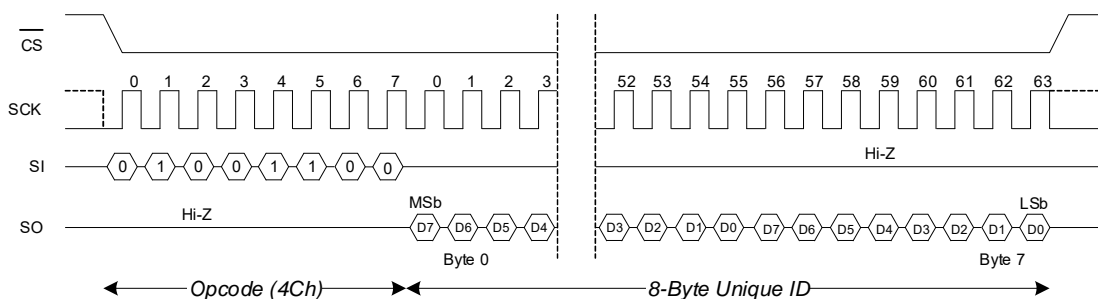 CS
0 1 2 3 4 5 6 7 0 1 2 3 52 53 54 55 56 57 58 59 60 61 62 63
SCK
Hi-Z
SI 0 1 0 0 1 1 0 0
MSb LSb
Hi-Z
SO D7 D6 D5 D4 D3 D2 D1 D0 D7 D6 D5 D4 D3 D2 D1 D0
Byte 0 Byte 7
Opcode (4Ch) 8-Byte Unique ID